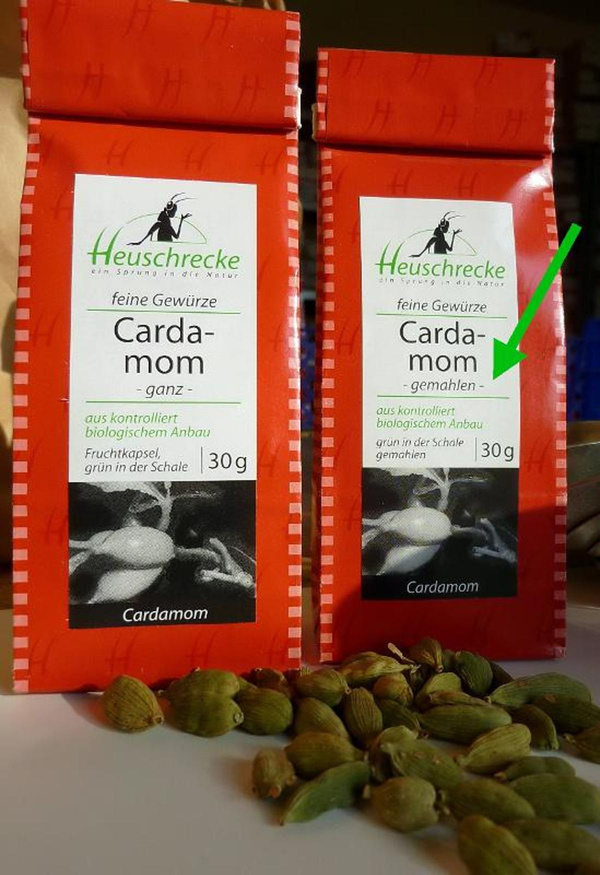 Heuschrecke
ein Sprung in die Natur
feine Gewürze
Carda-
mom
- ganz -
aus kontrolliert
biologischem Anbau
Fruchtkapsel,
grün in der Schale
30 g
Cardamom
Heuschrecke
ein Sprung in die Natur
feine Gewürze
Carda-
mom
- gemahlen -
aus kontrolliert
biologischem Anbau
grün in der Schale
gemahlen
30 g
Cardamom